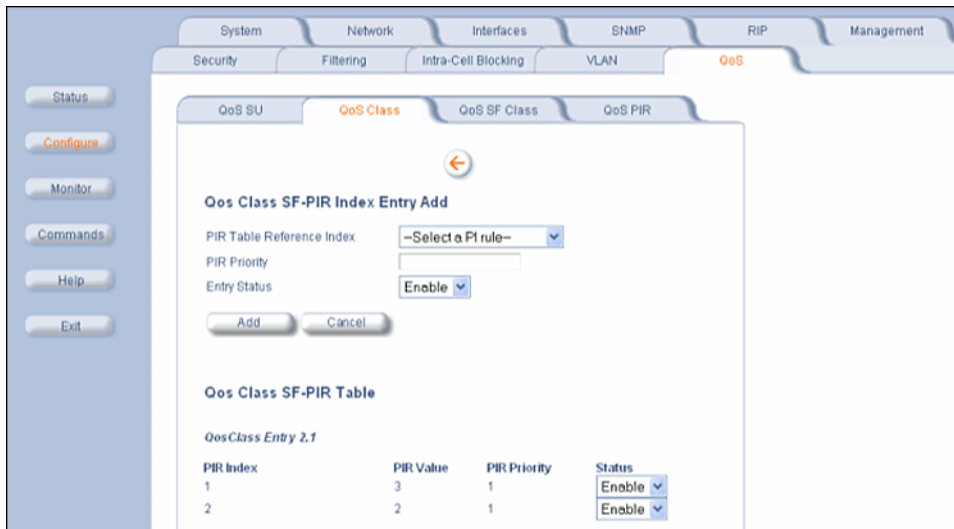 System Network Interfaces SNMP RIP Management
Security Filtering Intra-Cell Blocking VLAN QoS
Status
Configure
Monitor
Commands
Help
Exit
QoS SU QoS Class QoS SF Class QoS PIR
Qos Class SF-PIR Index Entry Add
PIR Table Reference Index --Select a PI rule--
PIR Priority
Entry Status Enable
Add Cancel
Qos Class SF-PIR Table
QosClass Entry 2.1
PIR Index PIR Value PIR Priority Status
1 3 1 Enable
2 2 1 Enable